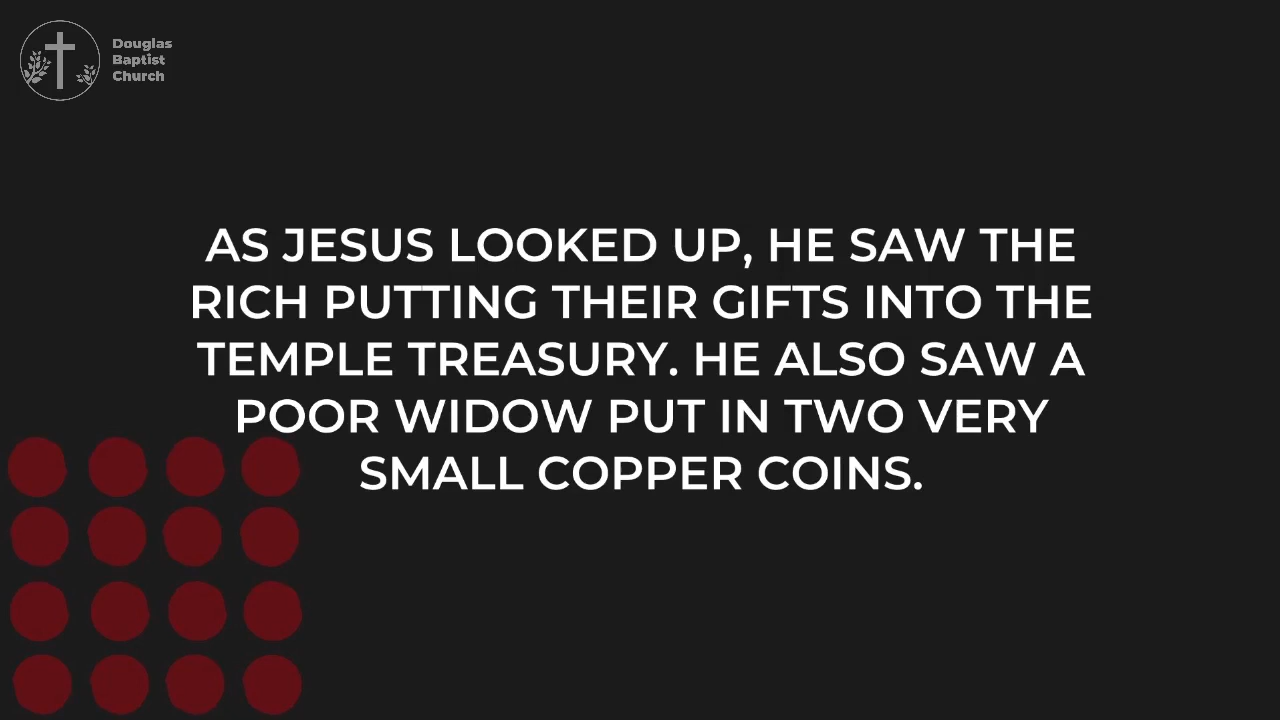 Douglas
Baptist
Church
AS JESUS LOOKED UP, HE SAW THE
RICH PUTTING THEIR GIFTS INTO THE
TEMPLE TREASURY. HE ALSO SAW A
POOR WIDOW PUT IN TWO VERY
SMALL COPPER COINS.